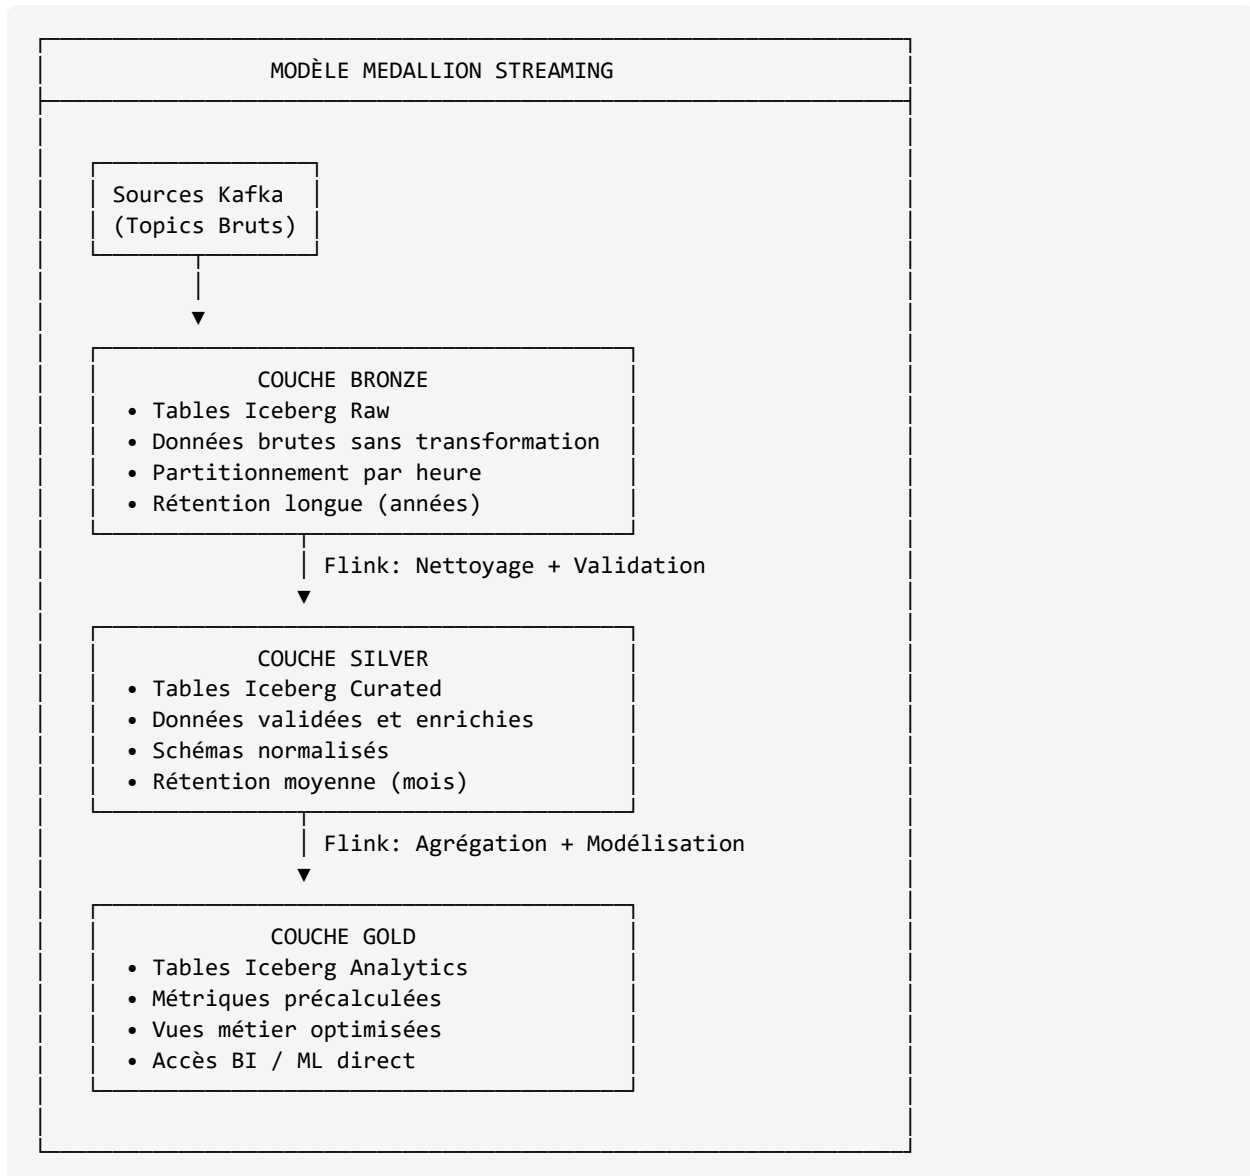 MODÈLE MEDALLION STREAMING
Sources Kafka
(Topics Bruts)
COUCHE BRONZE
• Tables Iceberg Raw
• Données brutes sans transformation
• Partitionnement par heure
• Rétention longue (années)
Flink: Nettoyage + Validation
COUCHE SILVER
• Tables Iceberg Curated
• Données validées et enrichies
• Schémas normalisés
• Rétention moyenne (mois)
Flink: Agrégation + Modélisation
COUCHE GOLD
• Tables Iceberg Analytics
• Métriques précalculées
• Vues métier optimisées
• Accès BI / ML direct